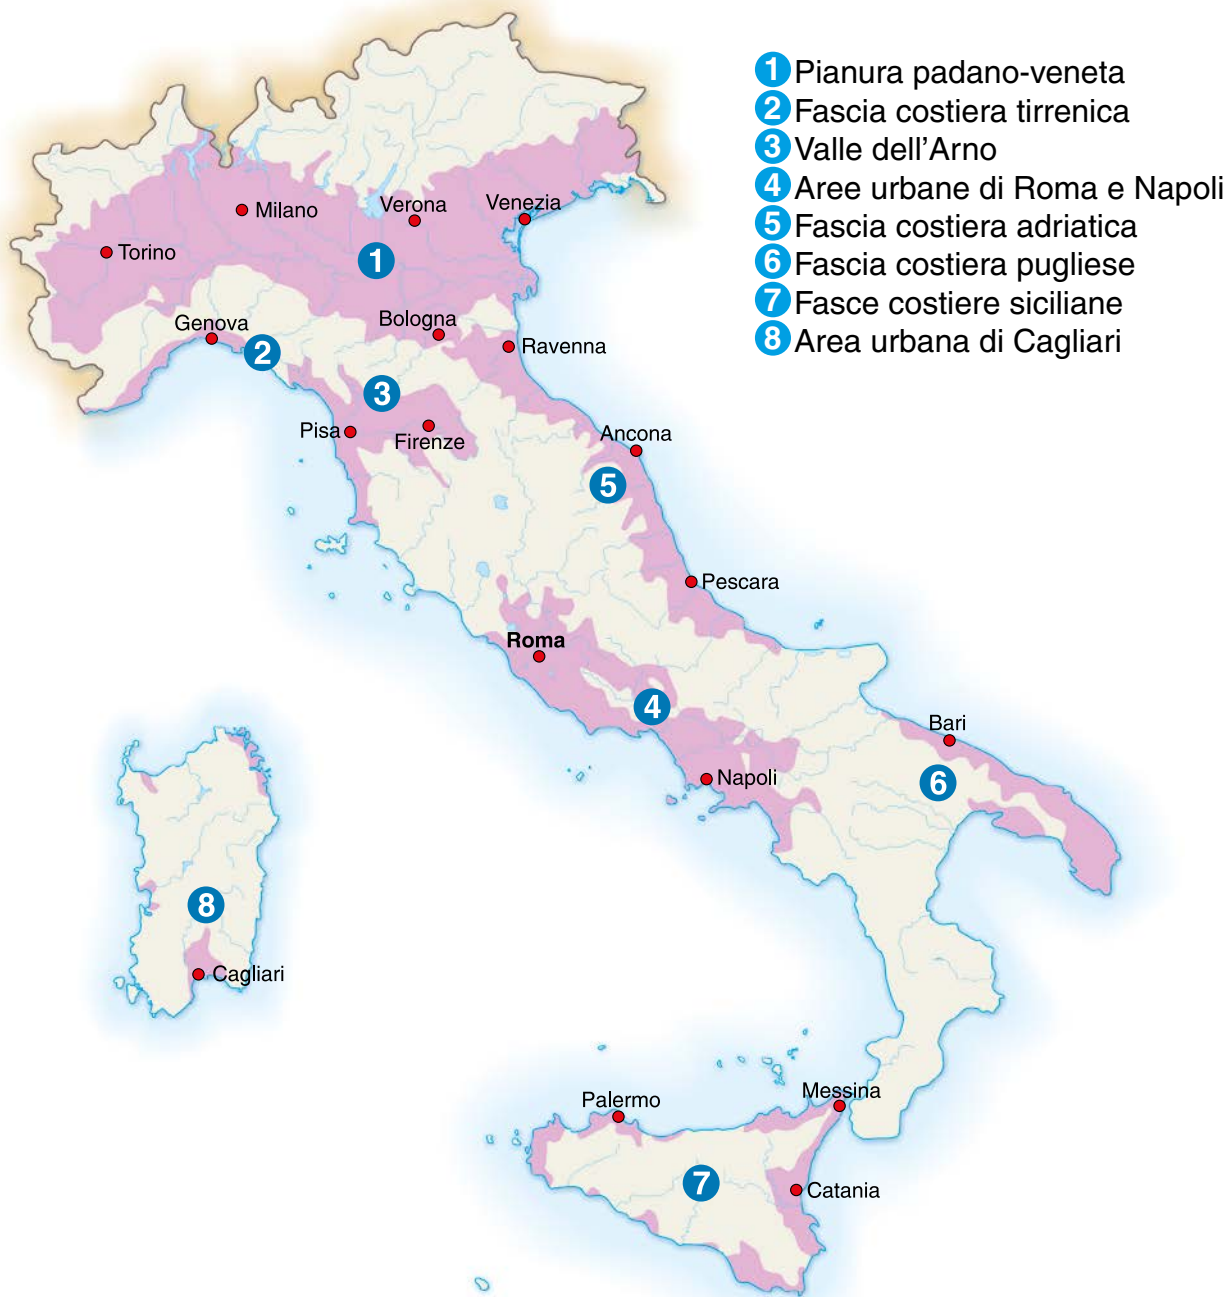 1 Pianura padano-veneta
2 Fascia costiera tirrenica
3 Valle dell'Arno
4 Aree urbane di Roma e Napoli
5 Fascia costiera adriatica
6 Fascia costiera pugliese
7 Fasce costiere siciliane
8 Area urbana di Cagliari
Milano
Verona
Venezia
Torino
1
Genova
Bologna
Ravenna
2
3
Pisa
Firenze
Ancona
5
Pescara
Roma
4
Bari
Napoli
6
8
Cagliari
Messina
Palermo
7
Catania